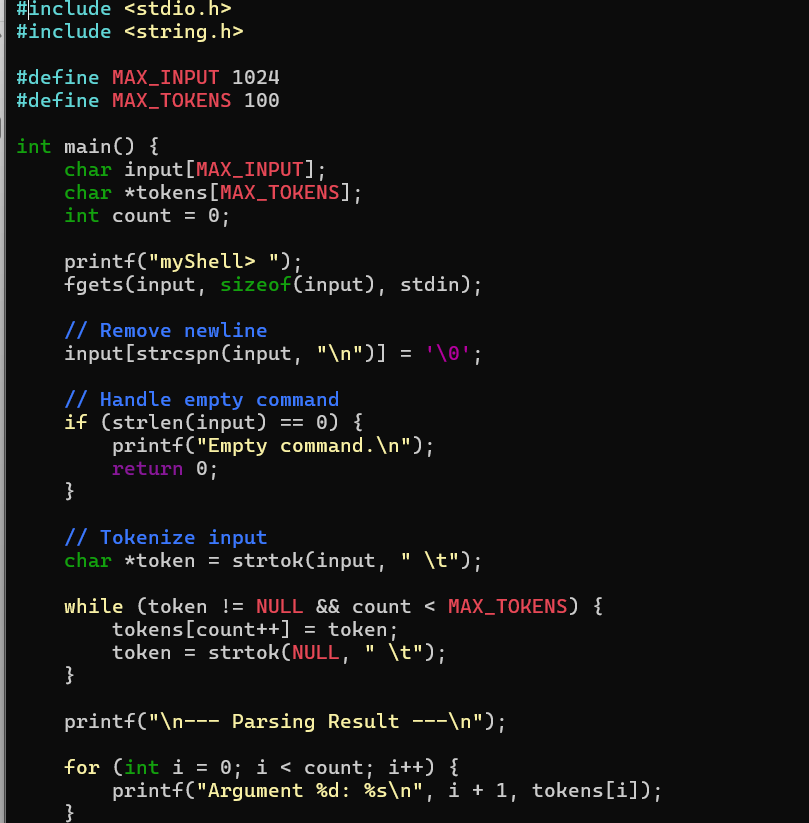 #include <stdio.h>
#include <string.h>

#define MAX_INPUT 1024
#define MAX_TOKENS 100

int main() {
    char input[MAX_INPUT];
    char *tokens[MAX_TOKENS];
    int count = 0;

    printf("myShell> ");
    fgets(input, sizeof(input), stdin);

    // Remove newline
    input[strcspn(input, "\n")] = '\0';

    // Handle empty command
    if (strlen(input) == 0) {
        printf("Empty command.\n");
        return 0;
    }

    // Tokenize input
    char *token = strtok(input, " \t");

    while (token != NULL && count < MAX_TOKENS) {
        tokens[count++] = token;
        token = strtok(NULL, " \t");
    }

    printf("\n--- Parsing Result ---\n");

    for (int i = 0; i < count; i++) {
        printf("Argument %d: %s\n", i + 1, tokens[i]);
    }